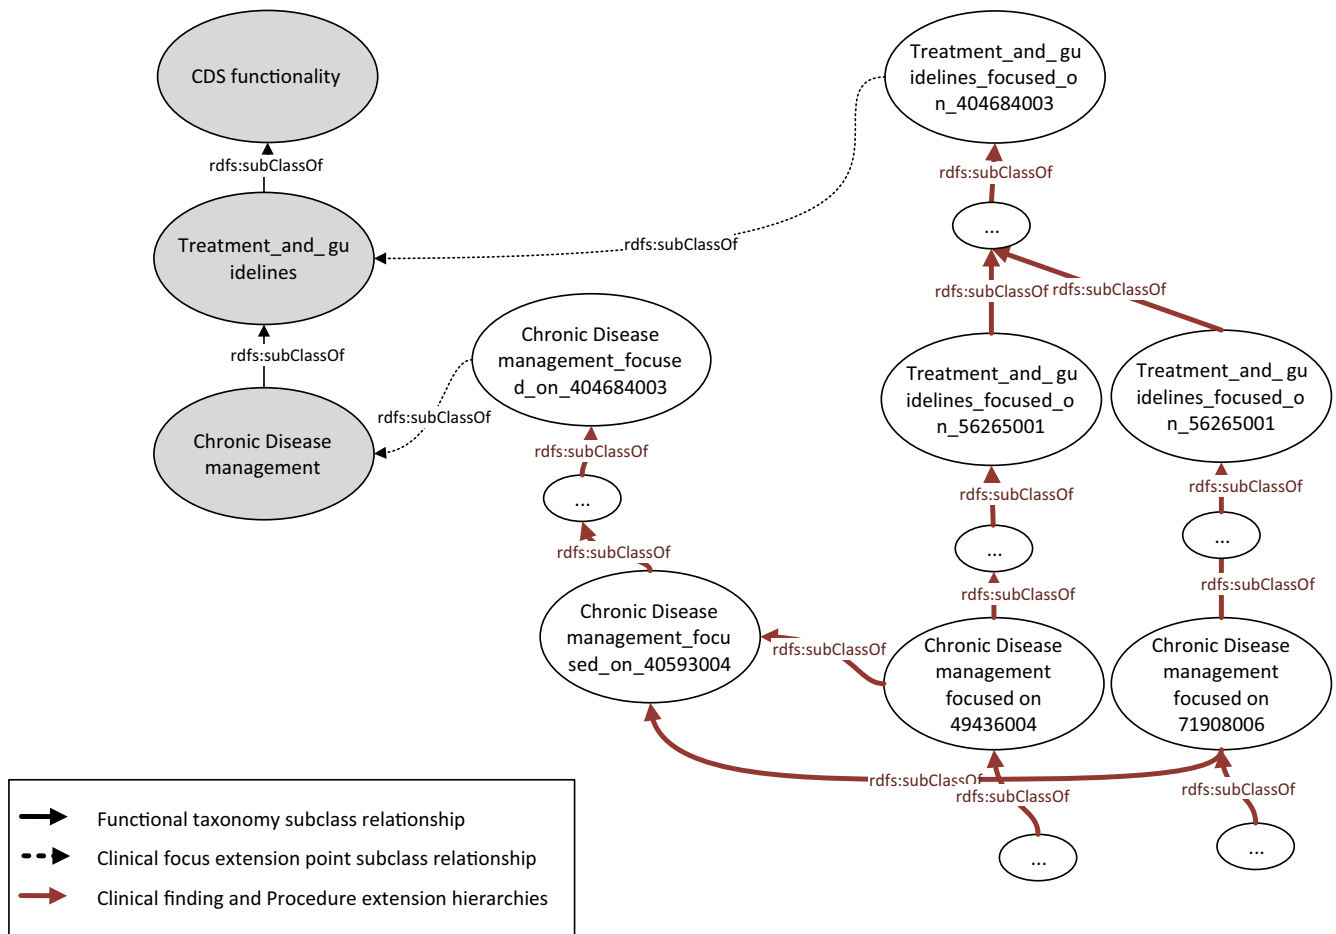 CDS functionality
rdfs:subClassOf
Treatment_and_gu
idelines
rdfs:subClassOf
Chronic Disease
management
rdfs:subClassOf
rdfs:subClassOf
Chronic Disease
management_focuse
d_on_404684003
rdfs:subClassOf
...
rdfs:subClassOf
Chronic Disease
management_focu
sed_on_40593004
Treatment_and_gu
idelines_focused_o
n_404684003
rdfs:subClassOf
...
rdfs:subClassOf
rdfs:subClassOf
Treatment_and_gu
idelines_focused_o
n_56265001
Treatment_and_gu
idelines_focused_o
n_56265001
rdfs:subClassOf
rdfs:subClassOf
...
...
rdfs:subClassOf
rdfs:subClassOf
rdfs:subClassOf
Chronic Disease
management
focused on
49436004
Chronic Disease
management
focused on
71908006
rdfs:subClassOf
rdfs:subClassOf
rdfs:subClassOf
...
...
Functional taxonomy subclass relationship
Clinical focus extension point subclass relationship
Clinical finding and Procedure extension hierarchies